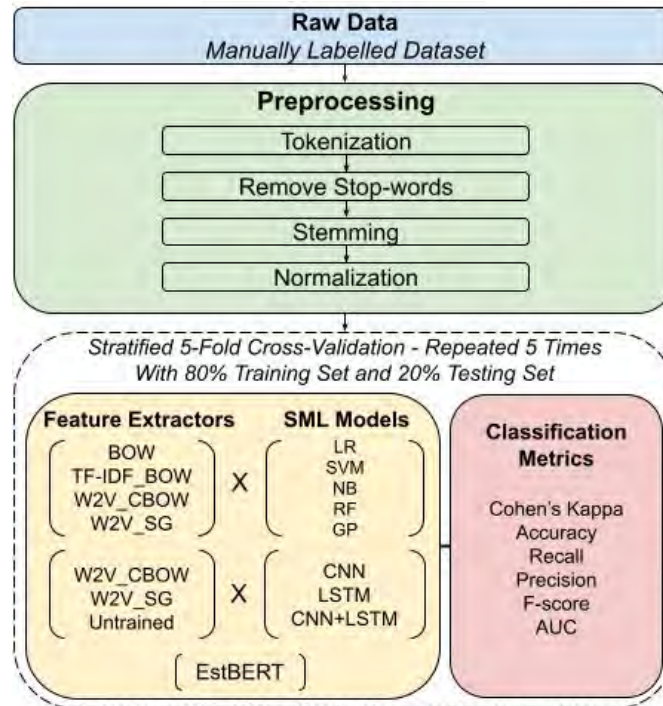 Raw Data
Manually Labelled Dataset
Preprocessing
Tokenization
Remove Stop-words
Stemming
Normalization
Stratified 5-Fold Cross-Validation - Repeated 5 Times
With 80% Training Set and 20% Testing Set
Feature Extractors
BOW
TF-IDF_BOW
W2V_CBOW
W2V_SG
X
SML Models
LR
SVM
NB
RF
GP
W2V_CBOW
W2V_SG
Untrained
X
CNN
LSTM
CNN+LSTM
EstBERT
Classification
Metrics
Cohen's Kappa
Accuracy
Recall
Precision
F-score
AUC